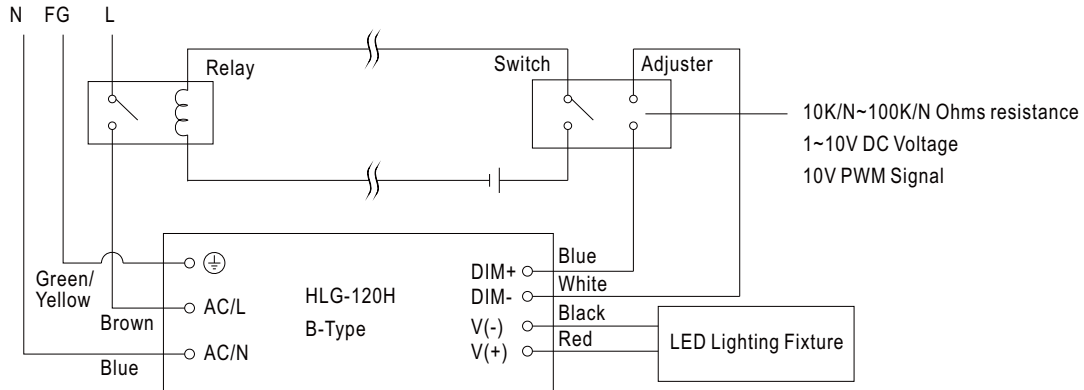 N FG L
Relay
Switch
Adjuster
10K/N~100K/N Ohms resistance
1~10V DC Voltage
10V PWM Signal
Green/
Yellow
Brown
Blue
AC/L
AC/N
HLG-120H
B-Type
DIM+
DIM-
V(-)
V(+)
Blue
White
Black
Red
LED Lighting Fixture